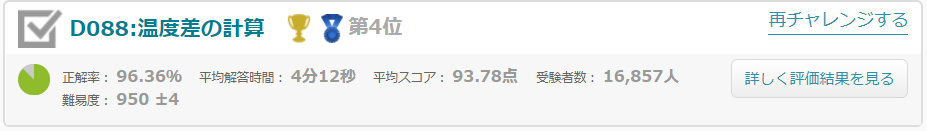 D088:温度差の計算 第4位 再チャレンジする
正解率： 96.36% 平均解答時間： 4分12秒 平均スコア： 93.78点 受験者数： 16,857人 詳しく評価結果を見る
難易度： 950 ±4